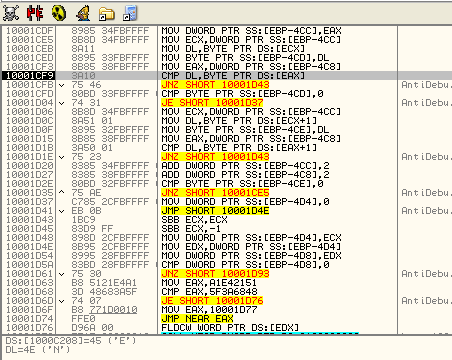 10001CDF 8985 34FBFFFF MOV DWORD PTR SS:[EBP-4CC],EAX
10001CE5 8B8D 34FBFFFF MOV ECX,DWORD PTR SS:[EBP-4CC]
10001CEB 8A11 MOV DL,BYTE PTR DS:[ECX]
10001CED 8895 33FBFFFF MOV BYTE PTR SS:[EBP-4CD],DL
10001CF3 8B85 38FBFFFF MOV EAX,DWORD PTR SS:[EBP-4C8]
10001CF9 3A10 CMP DL,BYTE PTR DS:[EAX]
10001CFB 75 46 JNZ SHORT 10001D43 AntiDebu.
10001CFD 80BD 33FBFFFF CMP BYTE PTR SS:[EBP-4CD],0
10001D04 74 31 JE SHORT 10001D37 AntiDebu.
10001D06 8B8D 34FBFFFF MOV ECX,DWORD PTR SS:[EBP-4CC]
10001D0C 8A51 01 MOV DL,BYTE PTR DS:[ECX+1]
10001D0F 8895 32FBFFFF MOV BYTE PTR SS:[EBP-4CE],DL
10001D15 8B85 38FBFFFF MOV EAX,DWORD PTR SS:[EBP-4C8]
10001D1B 3A50 01 CMP DL,BYTE PTR DS:[EAX+1]
10001D1E 75 23 JNZ SHORT 10001D43 AntiDebu.
10001D20 8385 34FBFFFF ADD DWORD PTR SS:[EBP-4CC],2
10001D27 8385 38FBFFFF ADD DWORD PTR SS:[EBP-4C8],2
10001D2E 80BD 32FBFFFF CMP BYTE PTR SS:[EBP-4CE],0
10001D35 75 AE JNZ SHORT 10001CE5 AntiDebu.
10001D37 C785 2CFBFFFF MOV DWORD PTR SS:[EBP-4D4],0
10001D41 EB 0B JMP SHORT 10001D4E AntiDebu.
10001D43 1BC9 SBB ECX,ECX
10001D45 83D9 FF SBB ECX,-1
10001D48 898D 2CFBFFFF MOV DWORD PTR SS:[EBP-4D4],ECX
10001D4E 8B95 2CFBFFFF MOV EDX,DWORD PTR SS:[EBP-4D4]
10001D54 8995 28FBFFFF MOV DWORD PTR SS:[EBP-4D8],EDX
10001D5A 83BD 28FBFFFF CMP DWORD PTR SS:[EBP-4D8],0
10001D61 75 30 JNZ SHORT 10001D93 AntiDebu.
10001D63 B8 5121E4A1 MOV EAX,A1E42151
10001D68 3D 48683A5F CMP EAX,5F3A6848
10001D6D 74 07 JE SHORT 10001D76 AntiDebu.
10001D6F B8 771D0010 MOV EAX,10001D77
10001D74 FFE0 JMP NEAR EAX
10001D76 D96A 00 FLDCW WORD PTR DS:[EDX]
DS:[1000C208]=45 ('E')
DL=4E ('N')